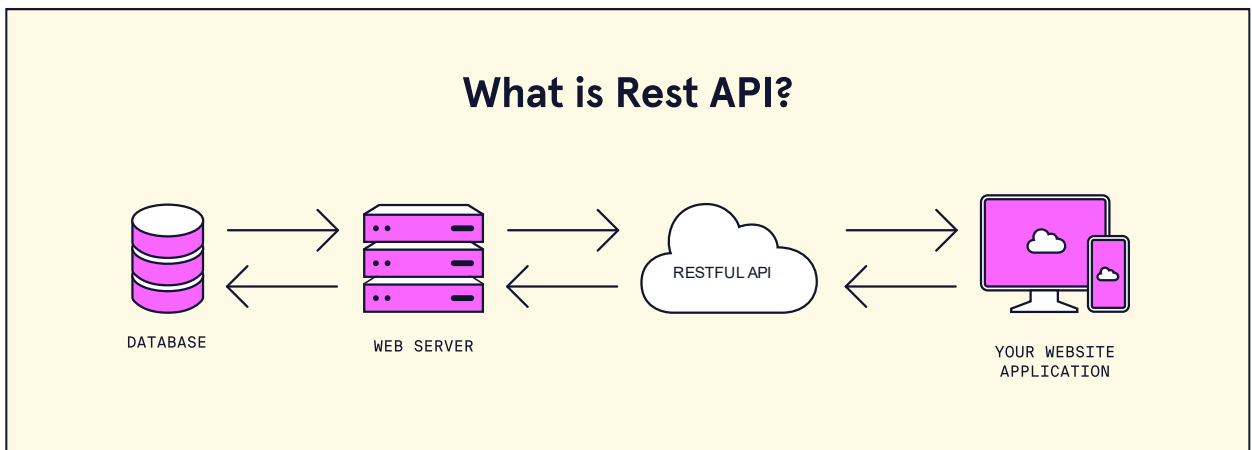 What is Rest API?
RESTFUL API
DATABASE
WEB SERVER
YOUR WEBSITE
APPLICATION